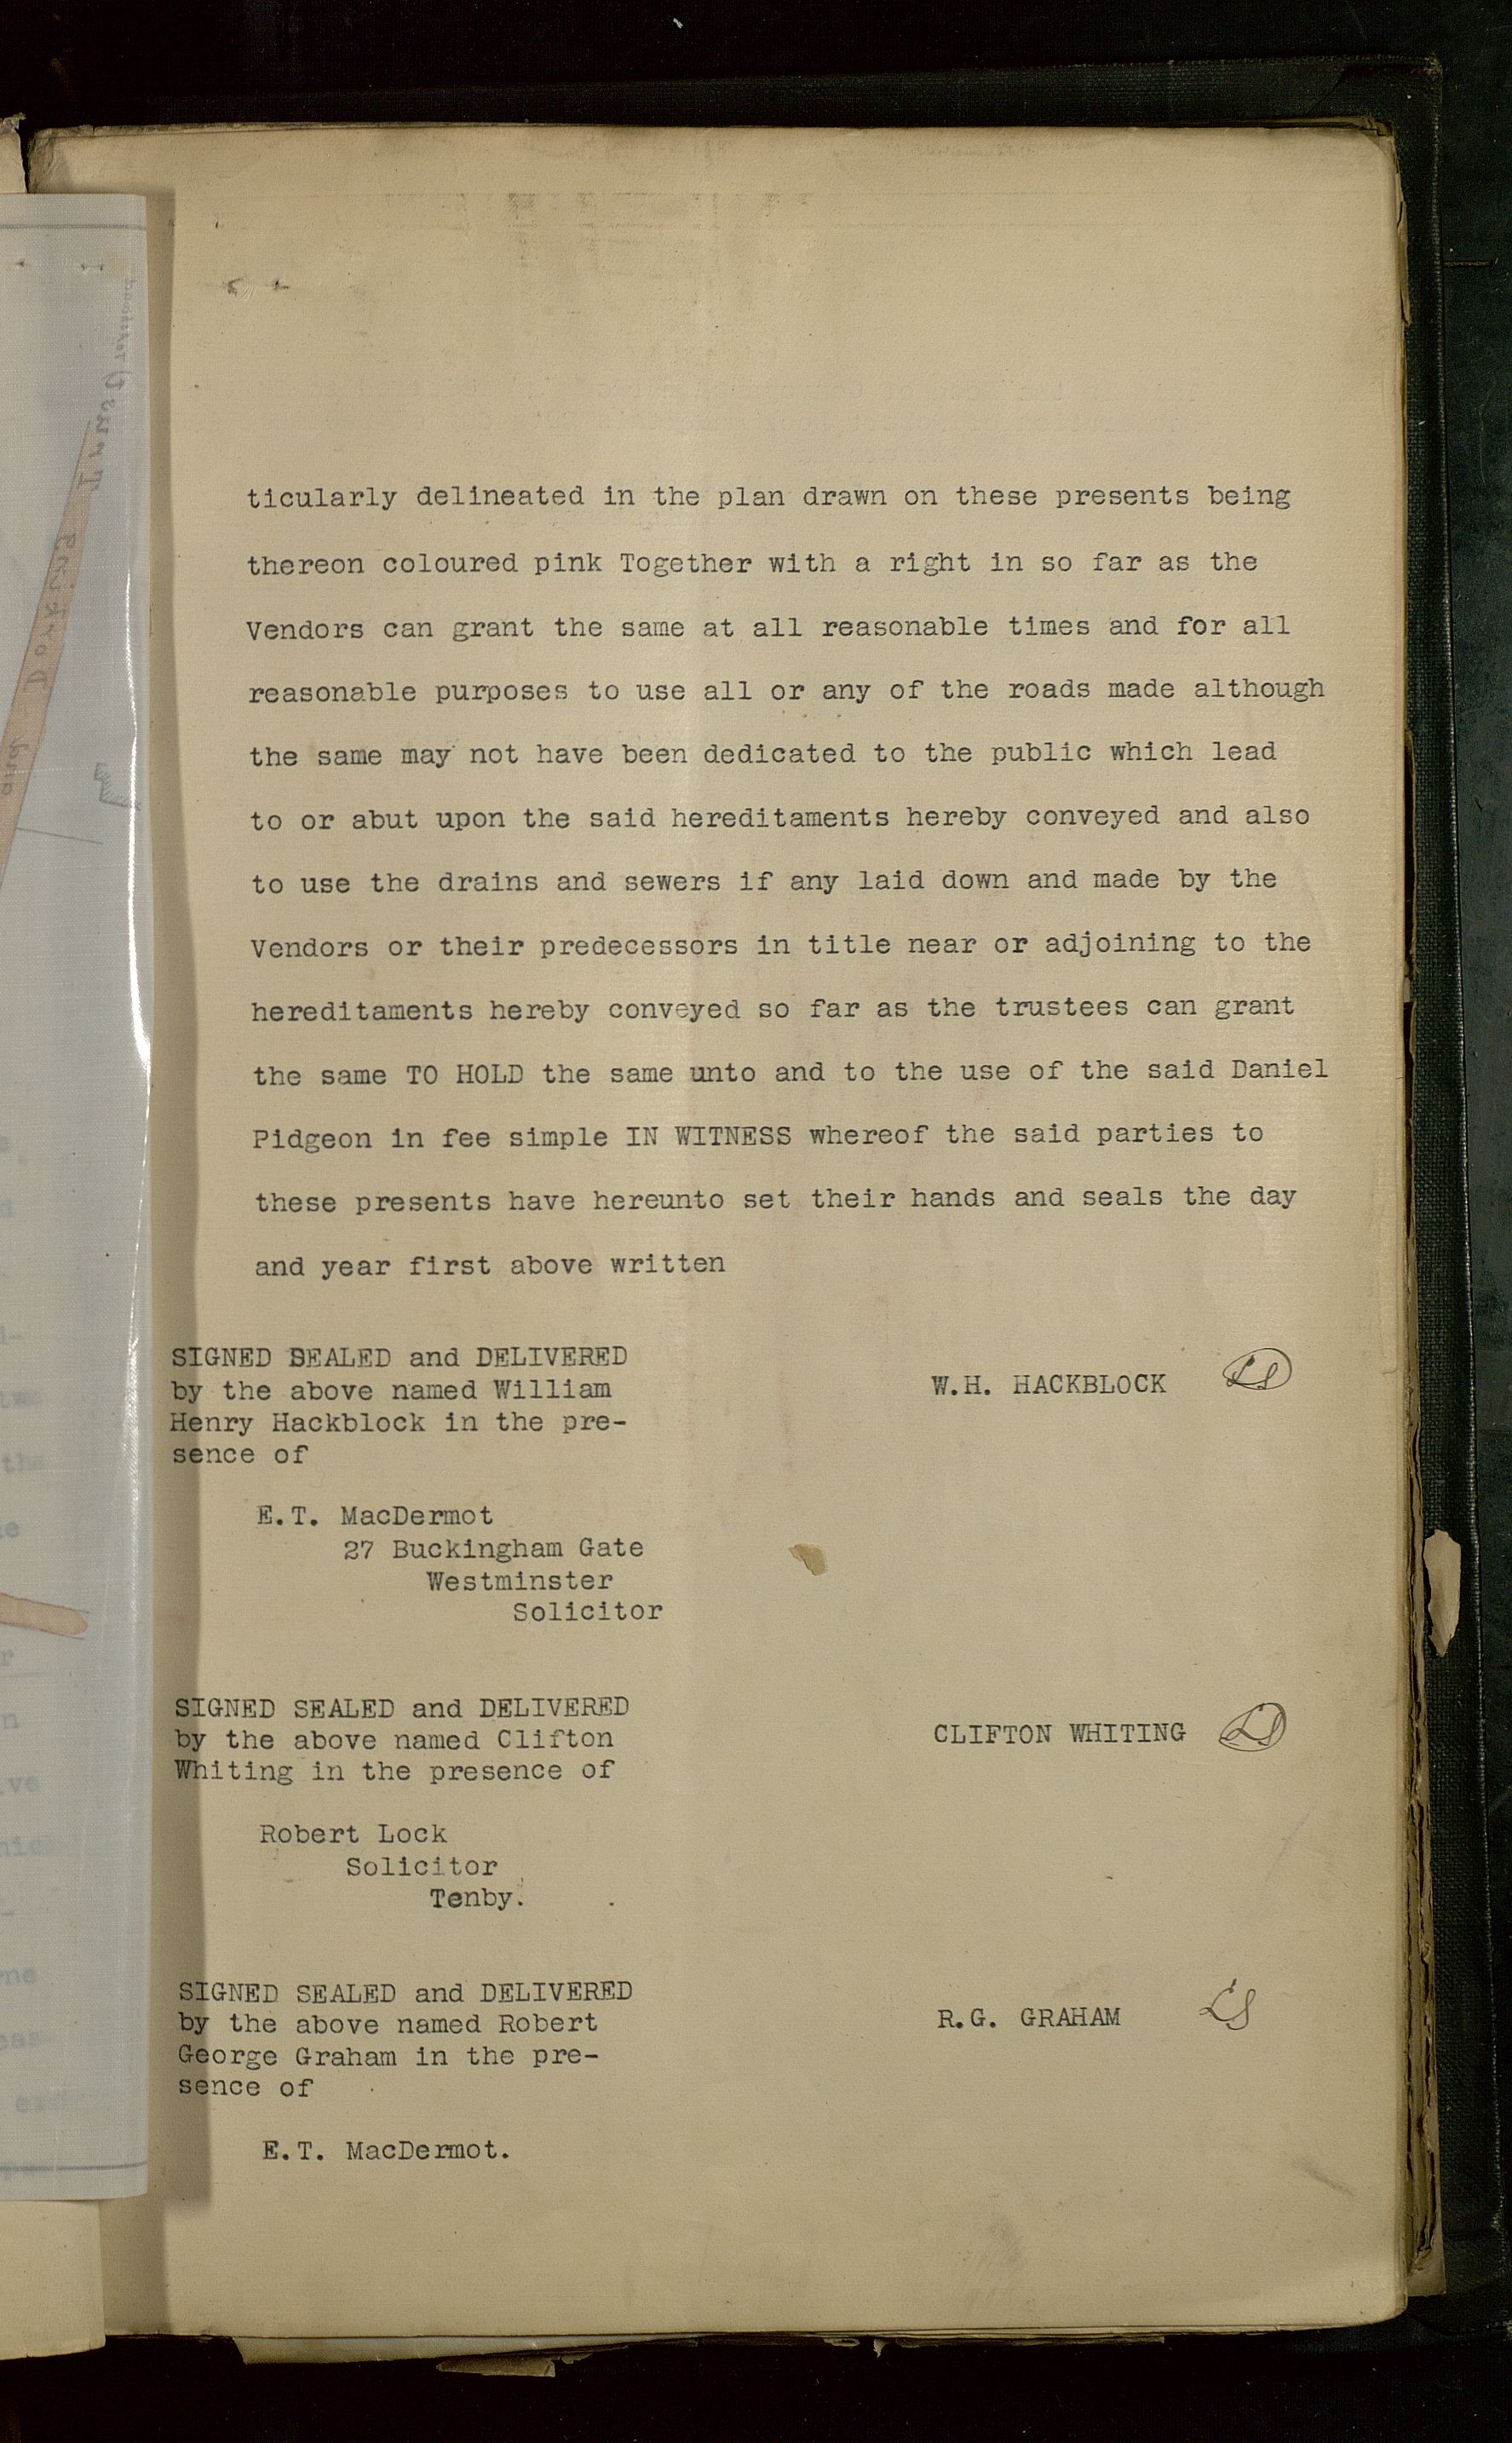 ticularly delineated in the plan drawn on these presents being
thereon coloured pink Together with a right in so far as the
Vendors can grant the same at all reasonable times and for all
reasonable purposes to use all or any of the roads made although
the same may not have been dedicated to the public which lead
to or abut upon the said hereditaments hereby conveyed and also
to use the drains and sewers if any laid down and made by the
Vendors or their predecessors in title near or adjoining to the
hereditaments hereby conveyed so far as the trustees can grant
the same TO HOLD the same unto and to the use of the said Daniel
Pidgeon in fee simple IN WITNESS whereof the said parties to
these presents have hereunto set their hands and seals the day
and year first above written
SIGNED SEALED and DELIVERED
by the above named William
Henry Hackblock in the pre-
sence of
W.H. HACKBLOCK LS
E.T. MacDermot
27 Buckingham Gate
Westminster
Solicitor
SIGNED SEALED and DELIVERED
by the above named Clifton
Whiting in the presence of
CLIFTON WHITING LS
Robert Lock
Solicitor
Tenby.
SIGNED SEALED and DELIVERED
by the above named Robert
George Graham in the pre-
sence of
R.G. GRAHAM LS
E.T. MacDermot.